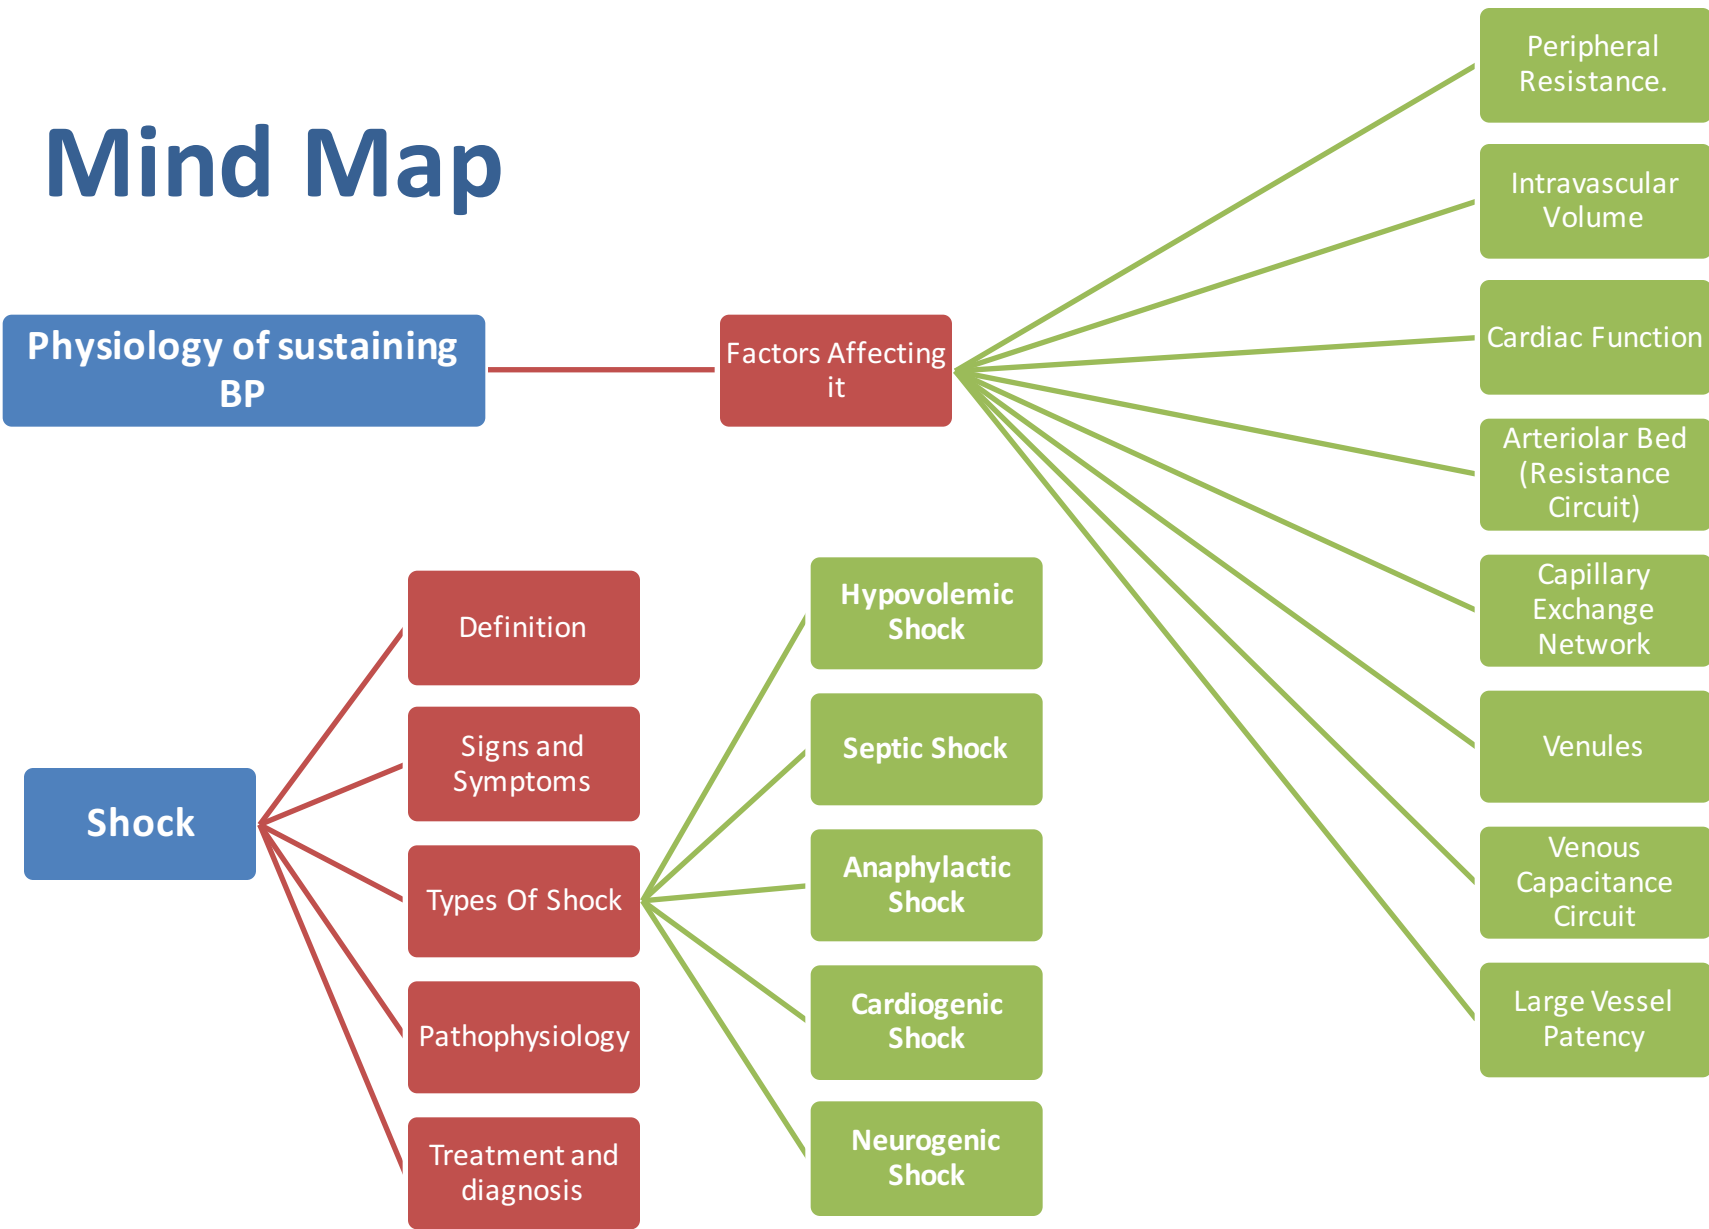 Mind Map
Physiology of sustaining
BP
Factors Affecting
it
Peripheral
Resistance.
Intravascular
Volume
Cardiac Function
Arteriolar Bed
(Resistance
Circuit)
Capillary
Exchange
Network
Venules
Venous
Capacitance
Circuit
Large Vessel
Patency
Shock
Definition
Signs and
Symptoms
Types Of Shock
Pathophysiology
Treatment and
diagnosis
Hypovolemic
Shock
Septic Shock
Anaphylactic
Shock
Cardiogenic
Shock
Neurogenic
Shock